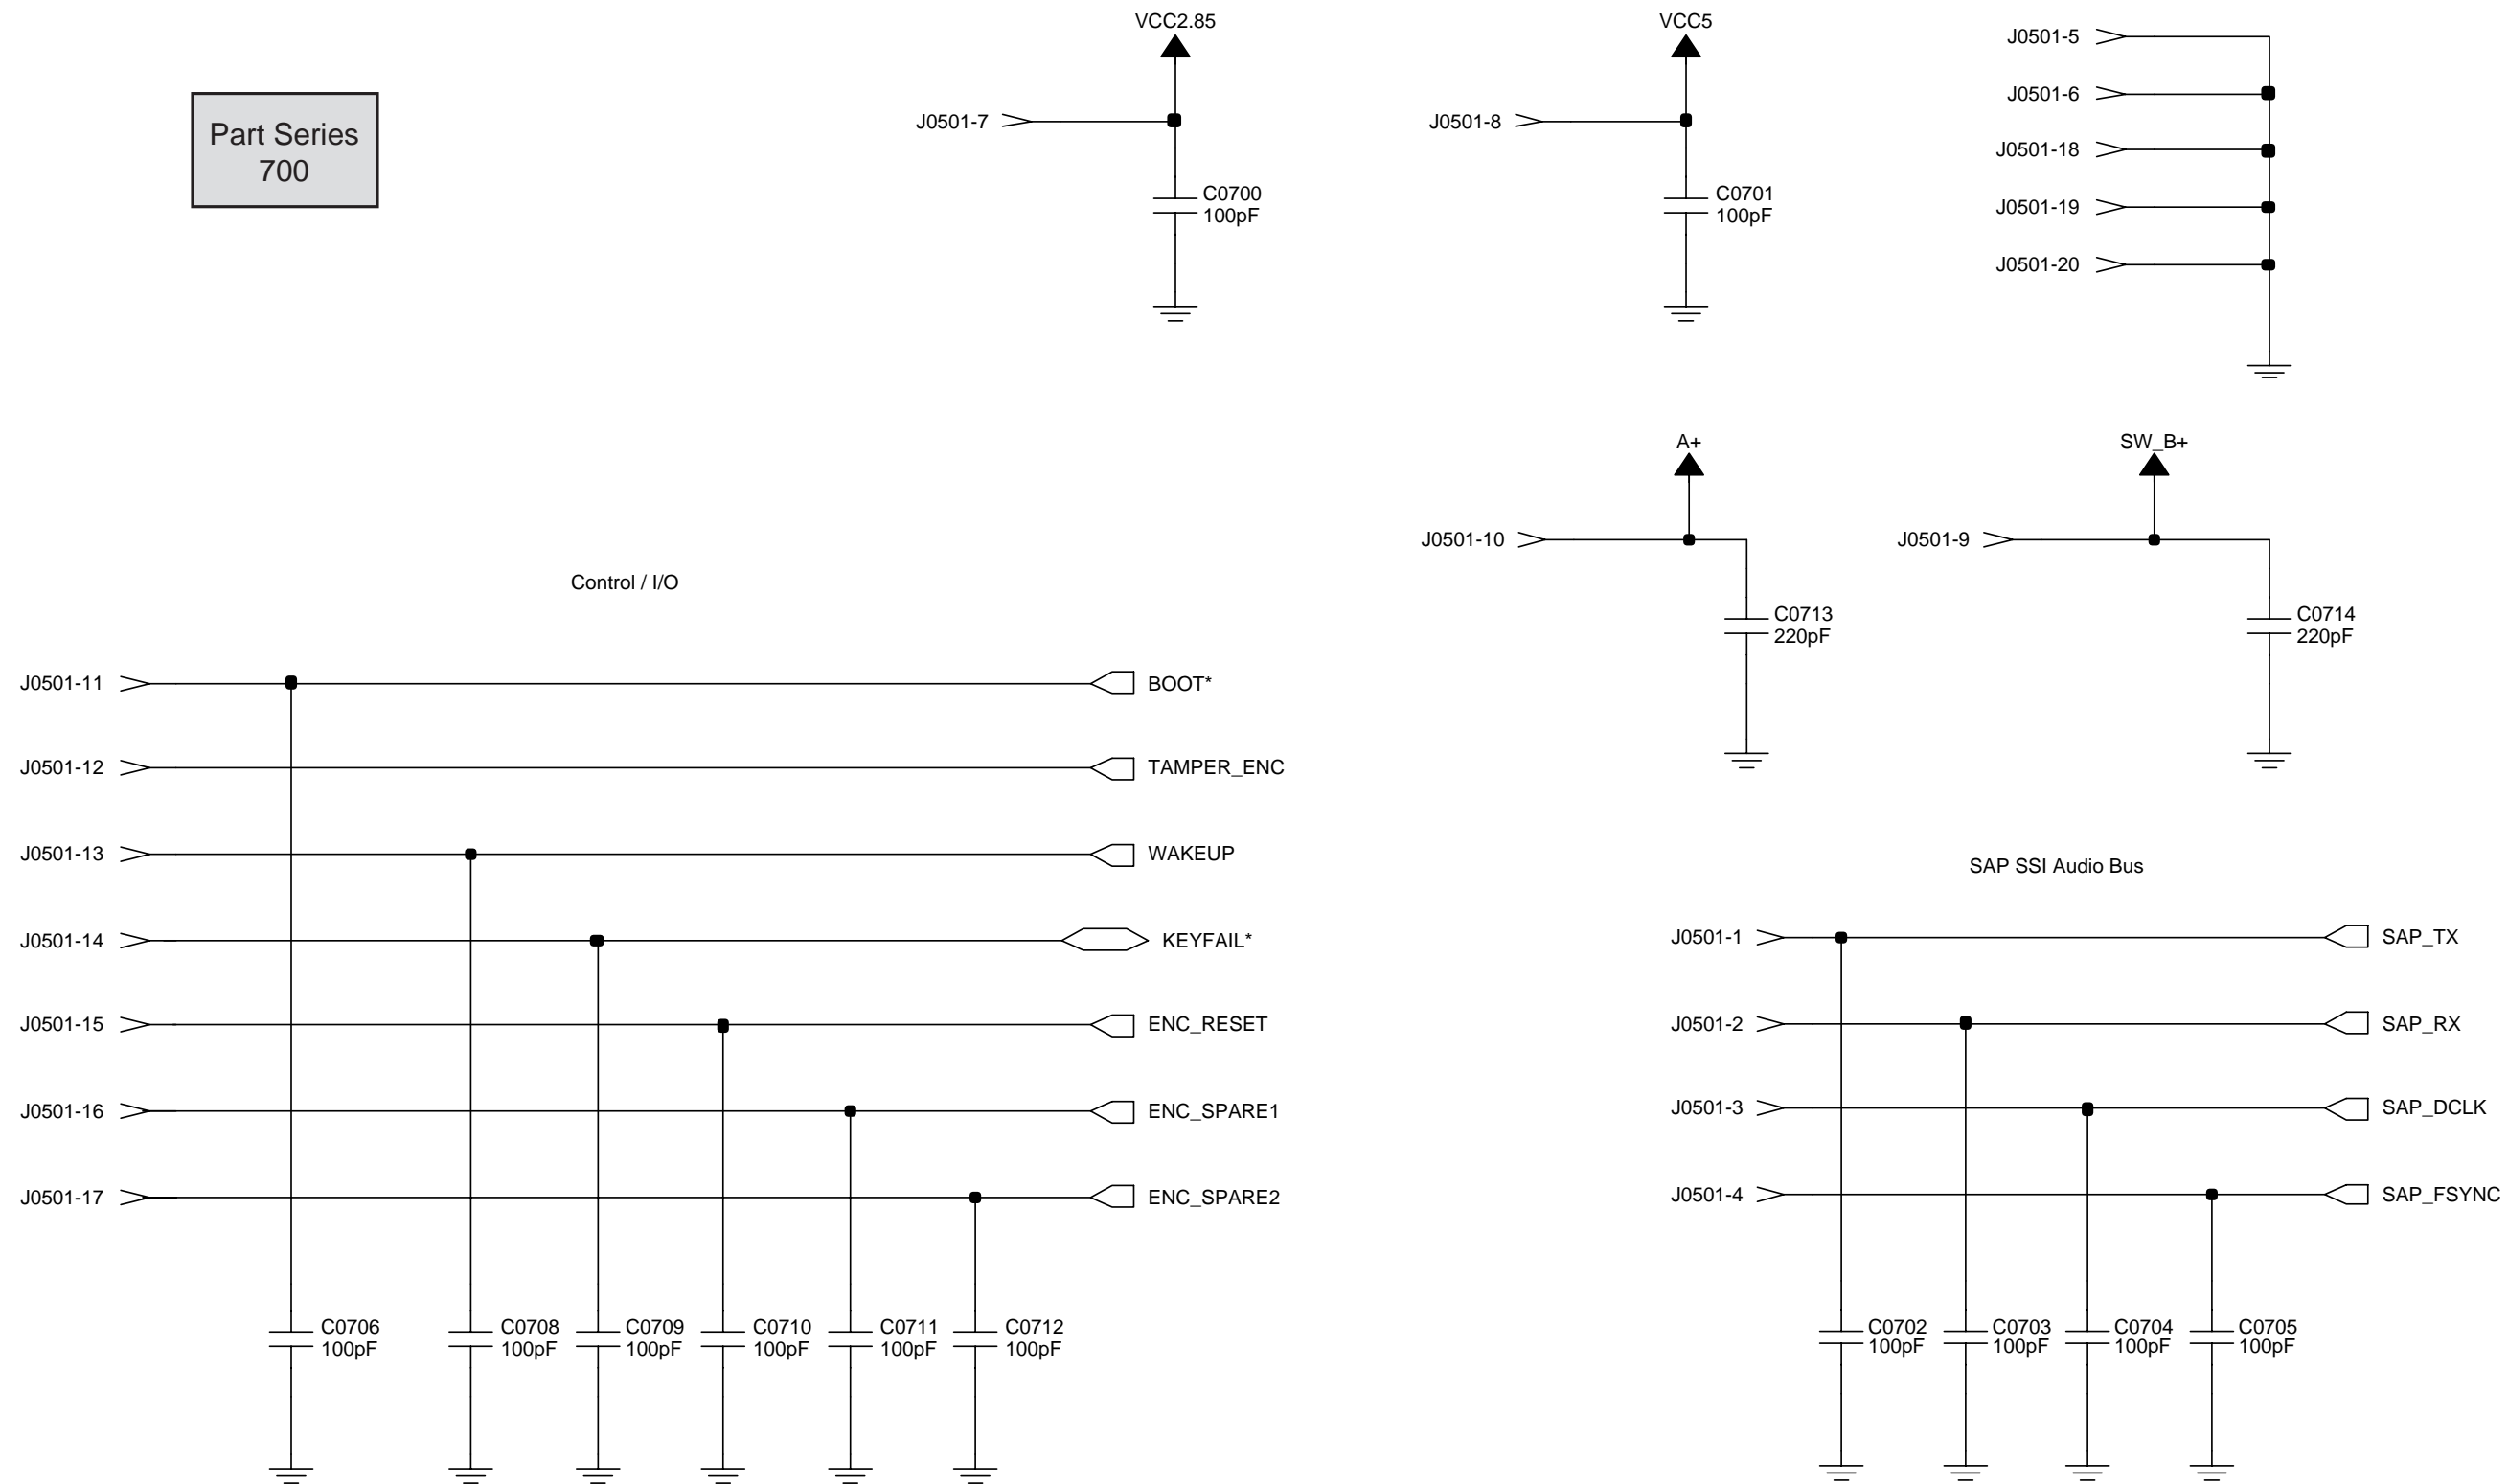 VCC2.85
VCC5
J0501-5
J0501-6
J0501-7
J0501-8
Part Series
700
J0501-18
C0700
100pF
C0701
100pF
J0501-19
J0501-20
A+
SW_B+
J0501-10
J0501-9
Control / I/O
C0713
220pF
C0714
220pF
J0501-11
BOOT*
J0501-12
TAMPER_ENC
J0501-13
WAKEUP
J0501-14
KEYFAIL*
J0501-15
ENC_RESET
J0501-16
ENC_SPARE1
J0501-17
ENC_SPARE2
C0706
100pF
C0708
100pF
C0709
100pF
C0710
100pF
C0711
100pF
C0712
100pF
SAP SSI Audio Bus
J0501-1
SAP_TX
J0501-2
SAP_RX
J0501-3
SAP_DCLK
J0501-4
SAP_FSYNC
C0702
100pF
C0703
100pF
C0704
100pF
C0705
100pF